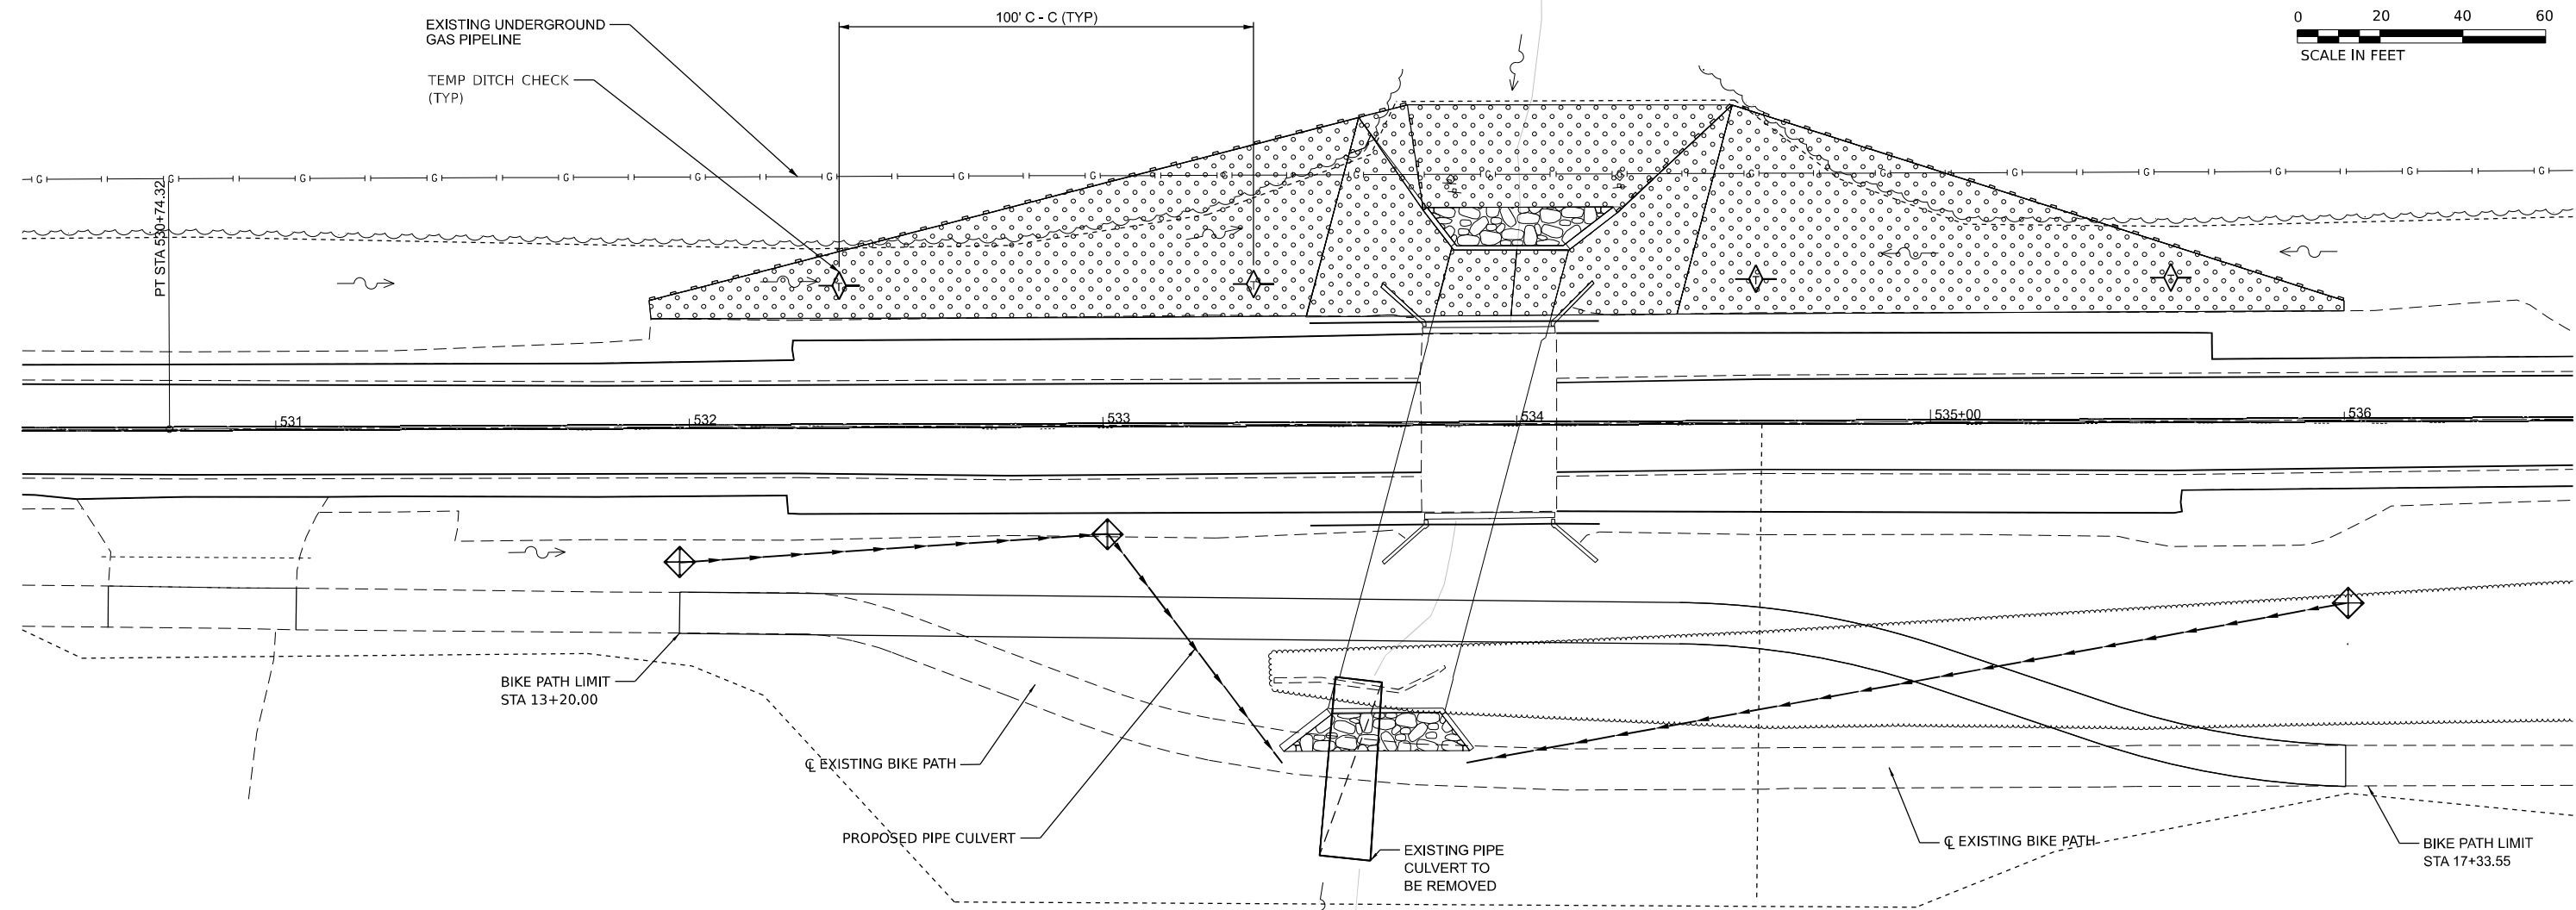 EXISTING UNDERGROUND
GAS PIPELINE
100' C - C (TYP)
0 20 40 60
SCALE IN FEET
TEMP DITCH CHECK
(TYP)
G G G G G G G G G G G G G G G G G G
PT STA 530+74.32
T T T T
531 532 533 534 535+00 536
BIKE PATH LIMIT
STA 13+20.00
℄ EXISTING BIKE PATH
PROPOSED PIPE CULVERT
EXISTING PIPE
CULVERT TO
BE REMOVED
℄ EXISTING BIKE PATH
BIKE PATH LIMIT
STA 17+33.55